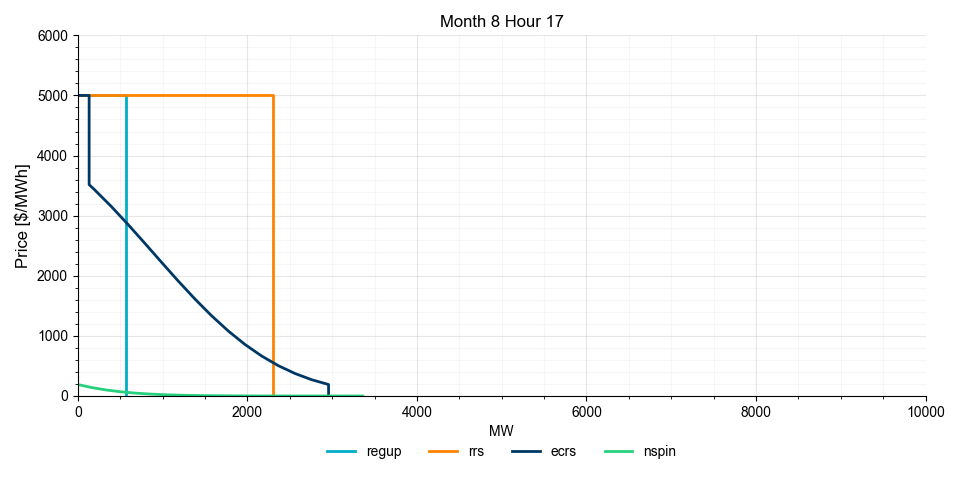 Month 8 Hour 17
6000
5000
4000
3000
2000
1000
0
Price [$/MWh]
0 2000 4000 6000 8000 10000
MW
regup rrs ecrs nspin